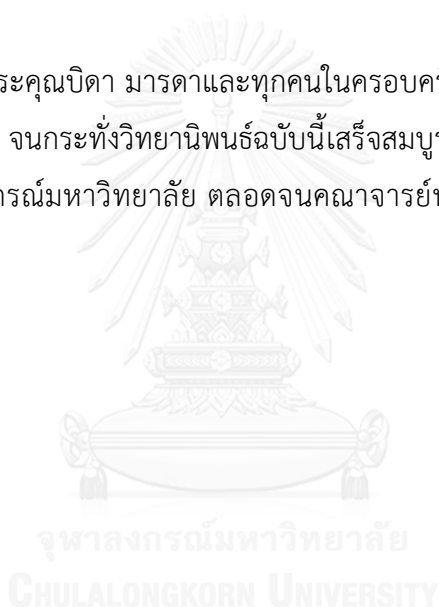 ระคุณบิดา มารดาและทุกคนในครอบครั
จนกระทั่งวิทยานิพนธ์ฉบับนี้เสร็จสมบูร
ารณ์มหาวิทยาลัย ตลอดจนคณาจารย์
จุฬาลงกรณ์มหาวิทยาลัย
CHULALONGKORN UNIVERSITY